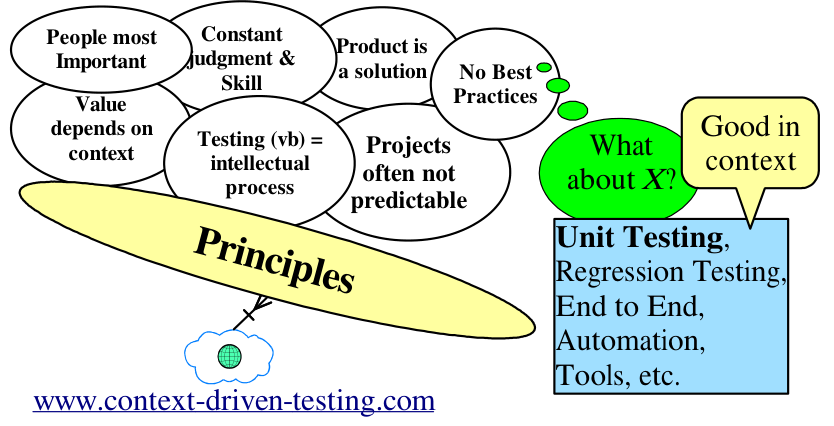 People most
Important
Constant
judgment &
Skill
Product is
a solution
No Best
Practices
Value
depends on
context
Testing (vb) =
intellectual
process
Projects
often not
predictable
What
about X?
Good in
context
Principles
Unit Testing,
Regression Testing,
End to End,
Automation,
Tools, etc.
www.context-driven-testing.com